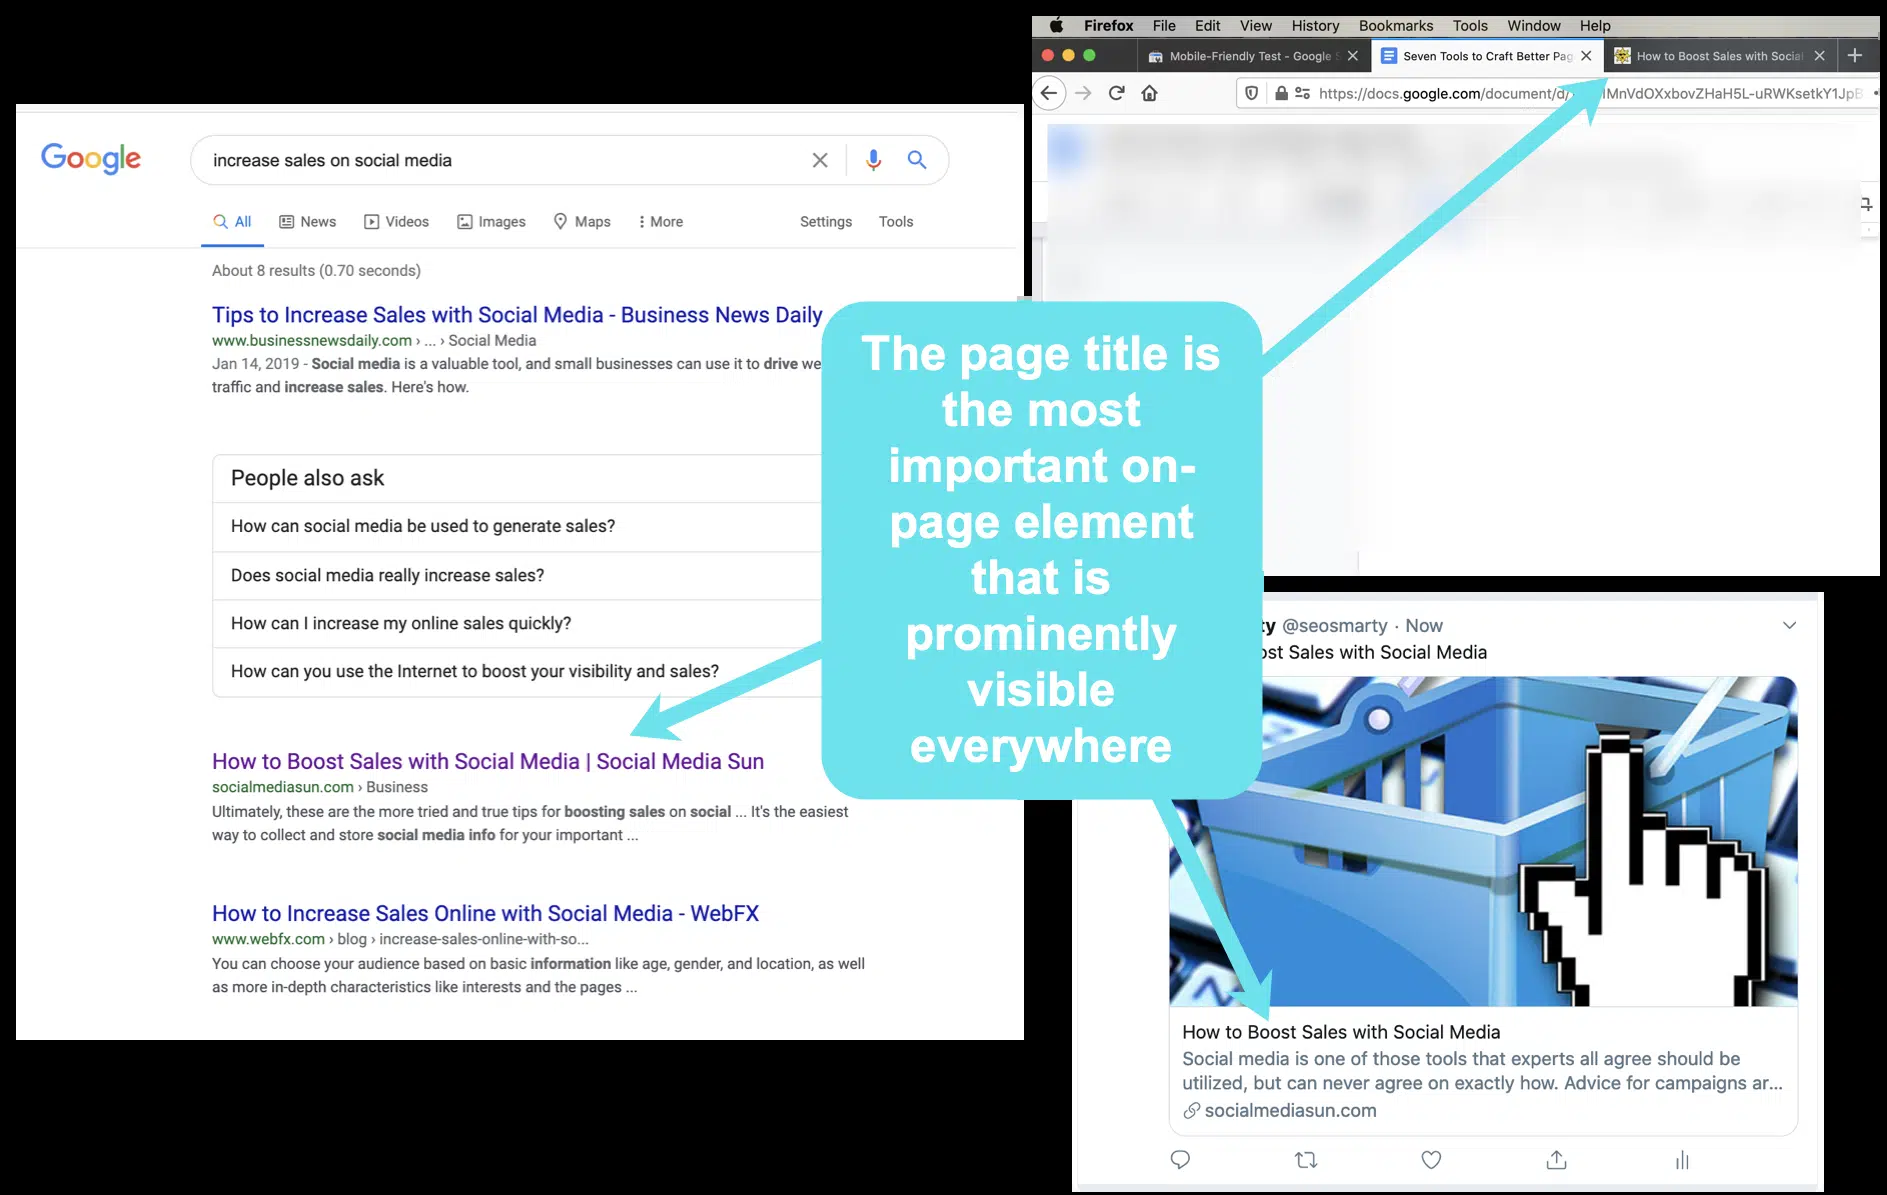 Google
increase sales on social media
All News Videos Images Maps More Settings Tools
About 8 results (0.70 seconds)
Tips to Increase Sales with Social Media - Business News Daily
www.businessnewsdaily.com › ... › Social Media
Jan 14, 2019 - Social media is a valuable tool, and small businesses can use it to drive we
traffic and increase sales. Here's how.
People also ask
How can social media be used to generate sales?
Does social media really increase sales?
How can I increase my online sales quickly?
How can you use the Internet to boost your visibility and sales?
How to Boost Sales with Social Media | Social Media Sun
socialmediasun.com › Business
Ultimately, these are the more tried and true tips for boosting sales on social ... It's the easiest
way to collect and store social media info for your important ...
How to Increase Sales Online with Social Media - WebFX
www.webfx.com › blog › increase-sales-online-with-so...
You can choose your audience based on basic information like age, gender, and location, as well
as more in-depth characteristics like interests and the pages ...
The page title is
the most
important on-
page element
that is
prominently
visible
everywhere
Firefox File Edit View History Bookmarks Tools Window Help
Mobile-Friendly Test - Google Seven Tools to Craft Better Pag How to Boost Sales with Social
https://docs.google.com/document/d/ MnVdOXxbovZHaH5L-uRWKsetkY1JpB
ty @seosmarty · Now
ost Sales with Social Media
How to Boost Sales with Social Media
Social media is one of those tools that experts all agree should be
utilized, but can never agree on exactly how. Advice for campaigns ar...
socialmediasun.com